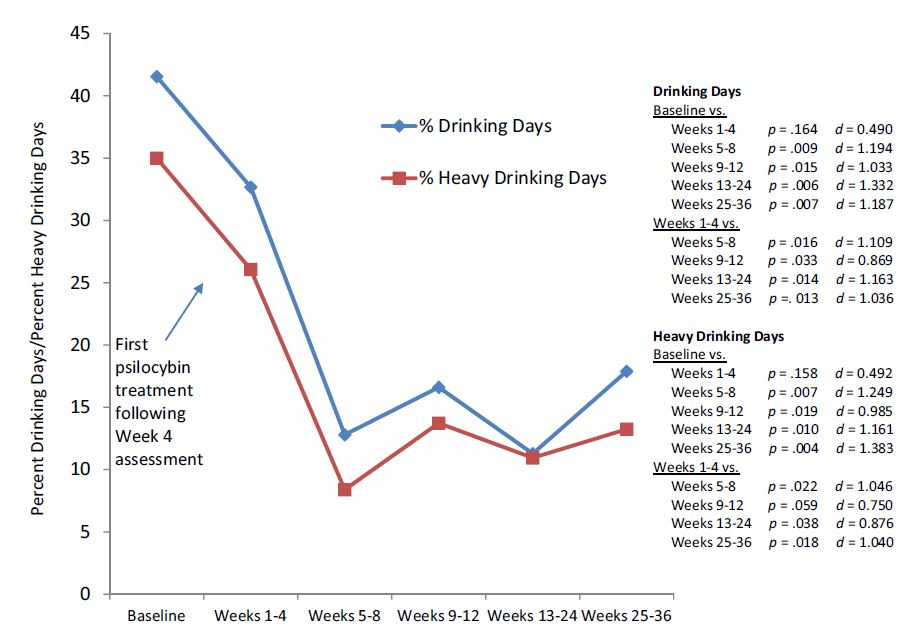 Percent Drinking Days/Percent Heavy Drinking Days
45
40
35
30
25
20
15
10
5
0
Baseline
Weeks 1-4
Weeks 5-8
Weeks 9-12
Weeks 13-24
Weeks 25-36
% Drinking Days
% Heavy Drinking Days
First
psilocybin
treatment
following
Week 4
assessment
Drinking Days
Baseline vs.
Weeks 1-4 p = .164 d = 0.490
Weeks 5-8 p = .009 d = 1.194
Weeks 9-12 p = .015 d = 1.033
Weeks 13-24 p = .006 d = 1.332
Weeks 25-36 p = .007 d = 1.187
Weeks 1-4 vs.
Weeks 5-8 p = .016 d = 1.109
Weeks 9-12 p = .033 d = 0.869
Weeks 13-24 p = .014 d = 1.163
Weeks 25-36 p =. 013 d = 1.036
Heavy Drinking Days
Baseline vs.
Weeks 1-4 p = .158 d = 0.492
Weeks 5-8 p = .007 d = 1.249
Weeks 9-12 p = .019 d = 0.985
Weeks 13-24 p = .010 d = 1.161
Weeks 25-36 p = .004 d = 1.383
Weeks 1-4 vs.
Weeks 5-8 p = .022 d = 1.046
Weeks 9-12 p = .059 d = 0.750
Weeks 13-24 p = .038 d = 0.876
Weeks 25-36 p = .018 d = 1.040